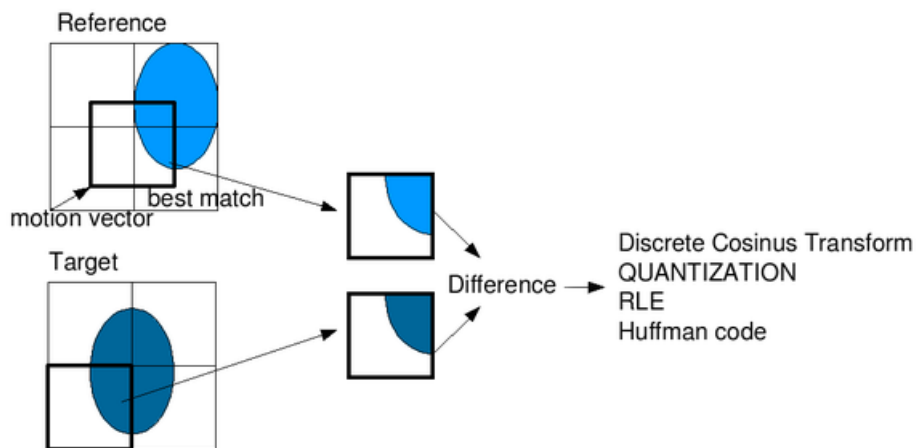 Reference
best match
motion vector
Target
Difference
Discrete Cosinus Transform
QUANTIZATION
RLE
Huffman code